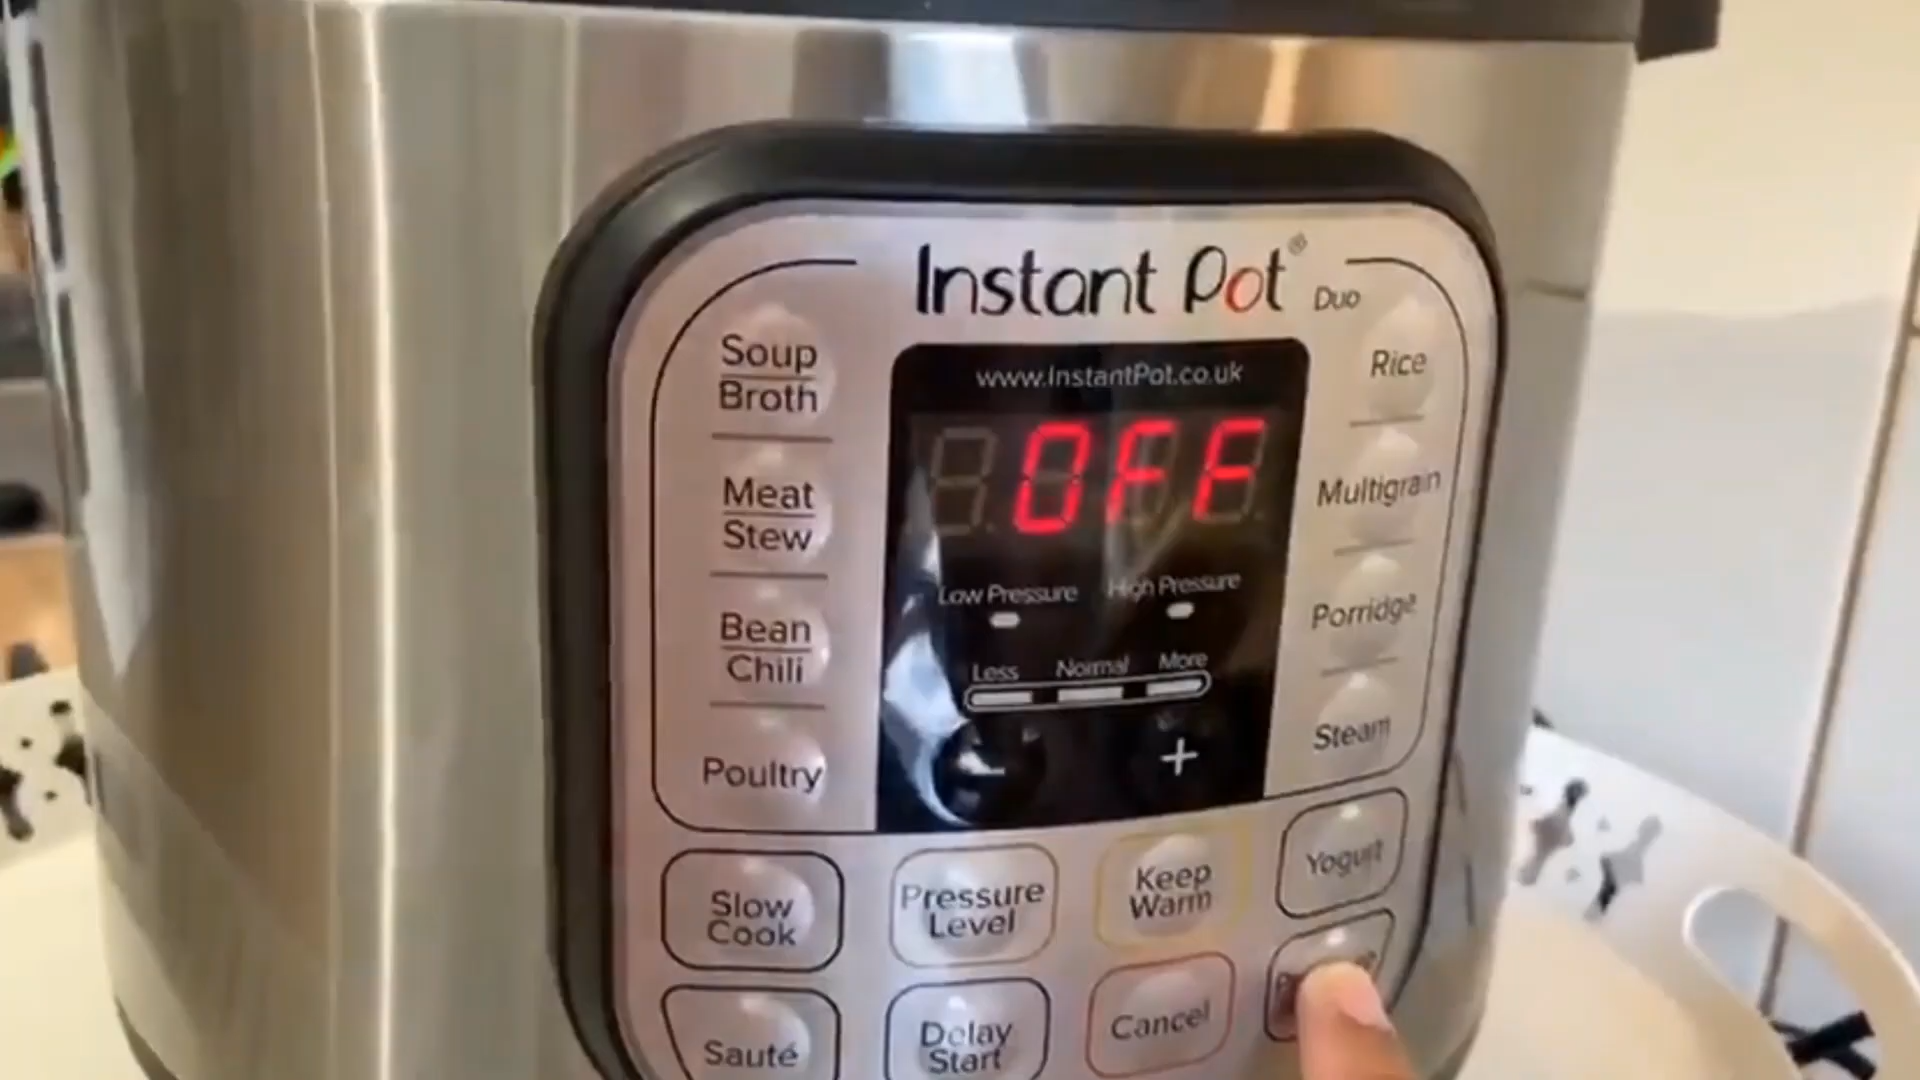 Instant Pot® Duo
www.InstantPot.co.uk
OFF
Low Pressure High Pressure
Less Normal More
- +
Soup
Broth
Meat
Stew
Bean
Chili
Poultry
Rice
Multigrain
Porridge
Steam
Slow
Cook
Pressure
Level
Keep
Warm
Yogurt
Sauté
Delay
Start
Cancel